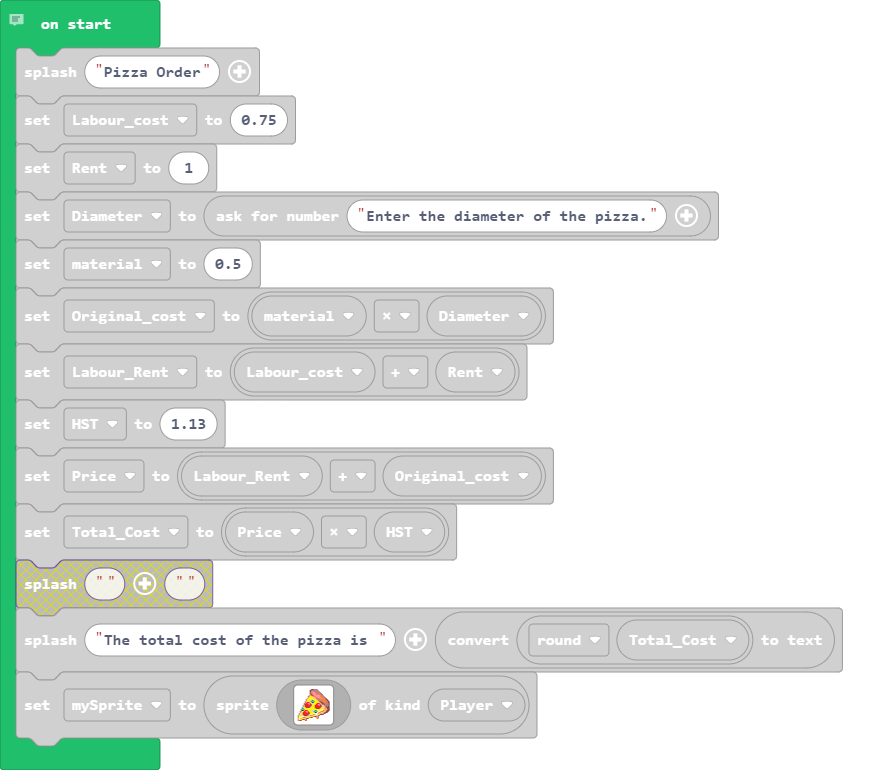 on start
splash "Pizza Order"
set Labour_cost to 0.75
set Rent to 1
set Diameter to ask for number "Enter the diameter of the pizza."
set material to 0.5
set Original_cost to material × Diameter
set Labour_Rent to Labour_cost + Rent
set HST to 1.13
set Price to Labour_Rent + Original_cost
set Total_Cost to Price × HST
splash " " " "
splash "The total cost of the pizza is " convert round Total_Cost to text
set mySprite to sprite of kind Player